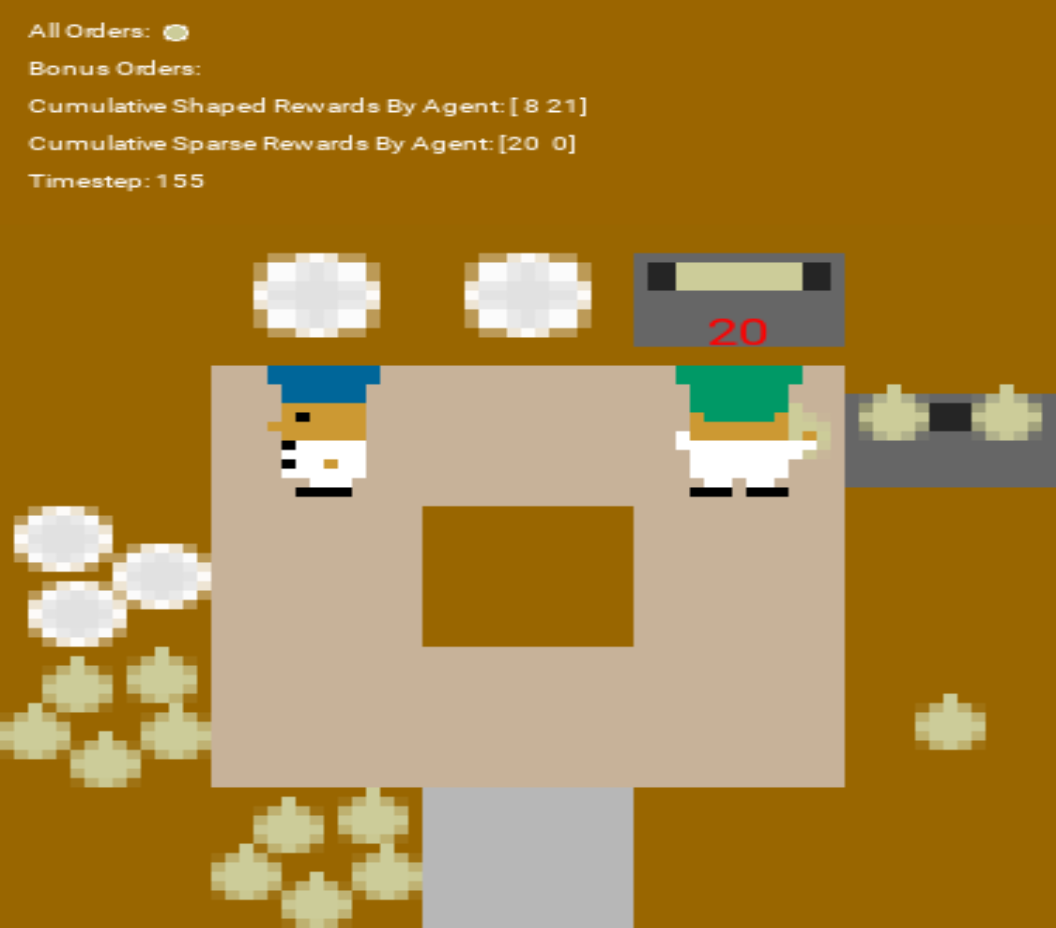 All Orders:
Bonus Orders:
Cumulative Shaped Rewards By Agent: [ 8 21]
Cumulative Sparse Rewards By Agent: [20  0]
Timestep: 155
20